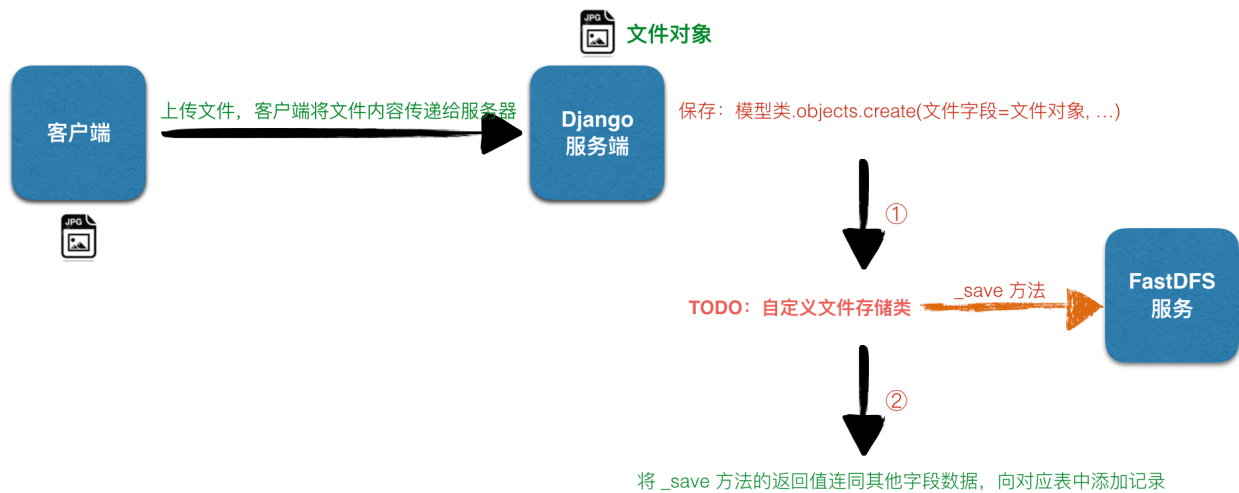 JPG
文件对象
上传文件，客户端将文件内容传递给服务器
客户端
Django
服务端
保存：模型类.objects.create(文件字段=文件对象, ...)
JPG
①
TODO：自定义文件存储类
_save 方法
FastDFS
服务
②
将 _save 方法的返回值连同其他字段数据，向对应表中添加记录